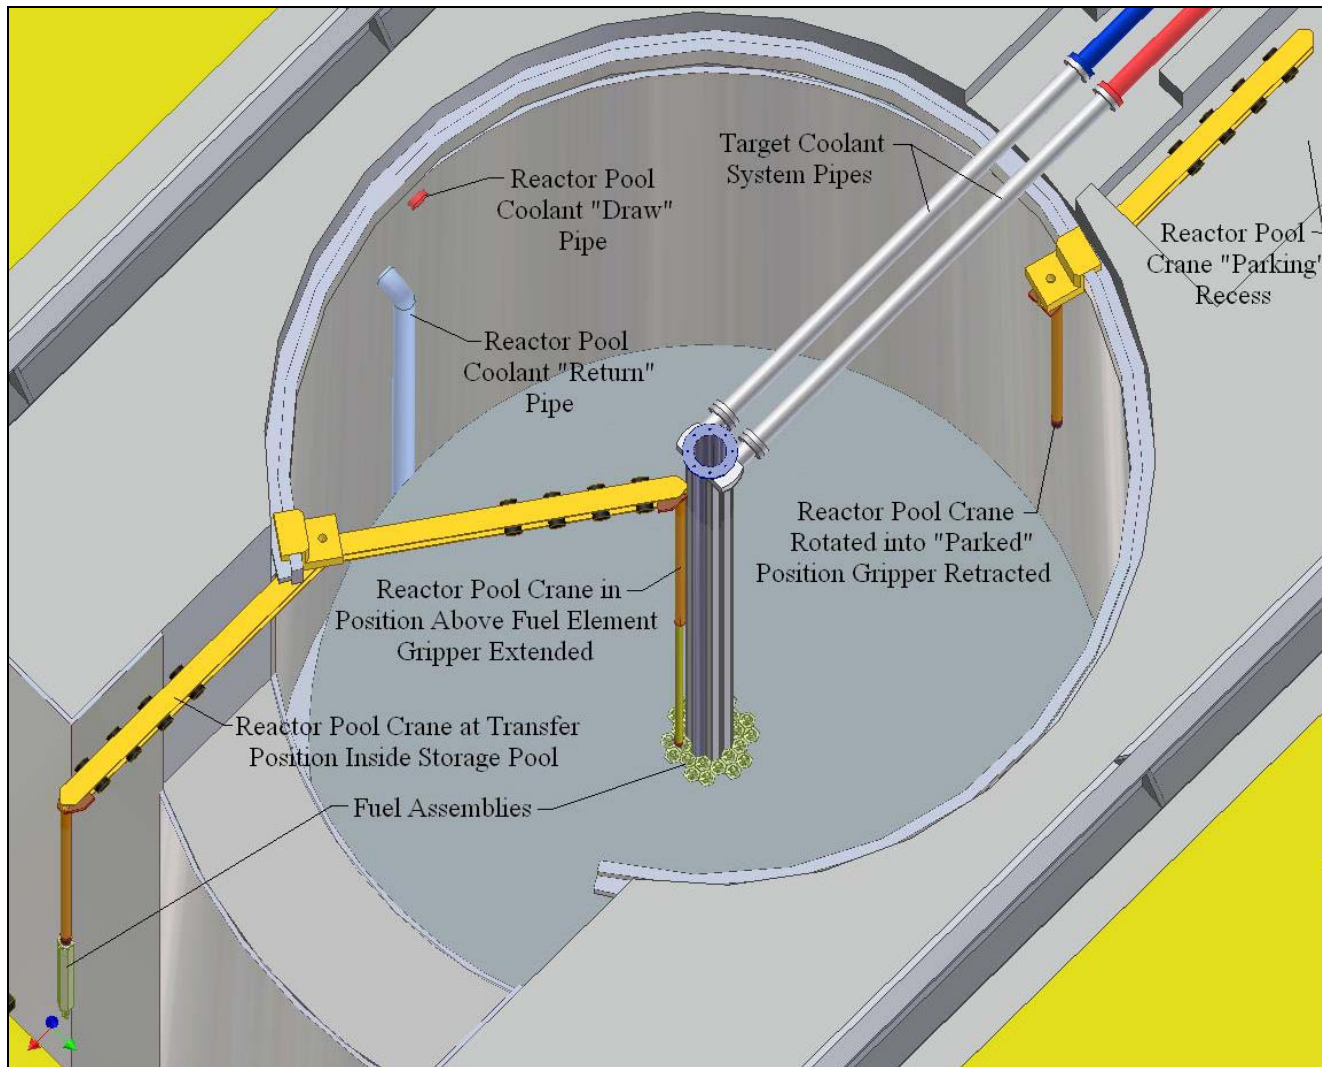 Reactor Pool
Coolant "Draw"
Pipe
Target Coolant
System Pipes
Reactor Pool
Crane "Parking"
Recess
Reactor Pool
Coolant "Return"
Pipe
Reactor Pool Crane
Rotated into "Parked"
Position Gripper Retracted
Reactor Pool Crane in
Position Above Fuel Element
Gripper Extended
Reactor Pool Crane at Transfer
Position Inside Storage Pool
Fuel Assemblies